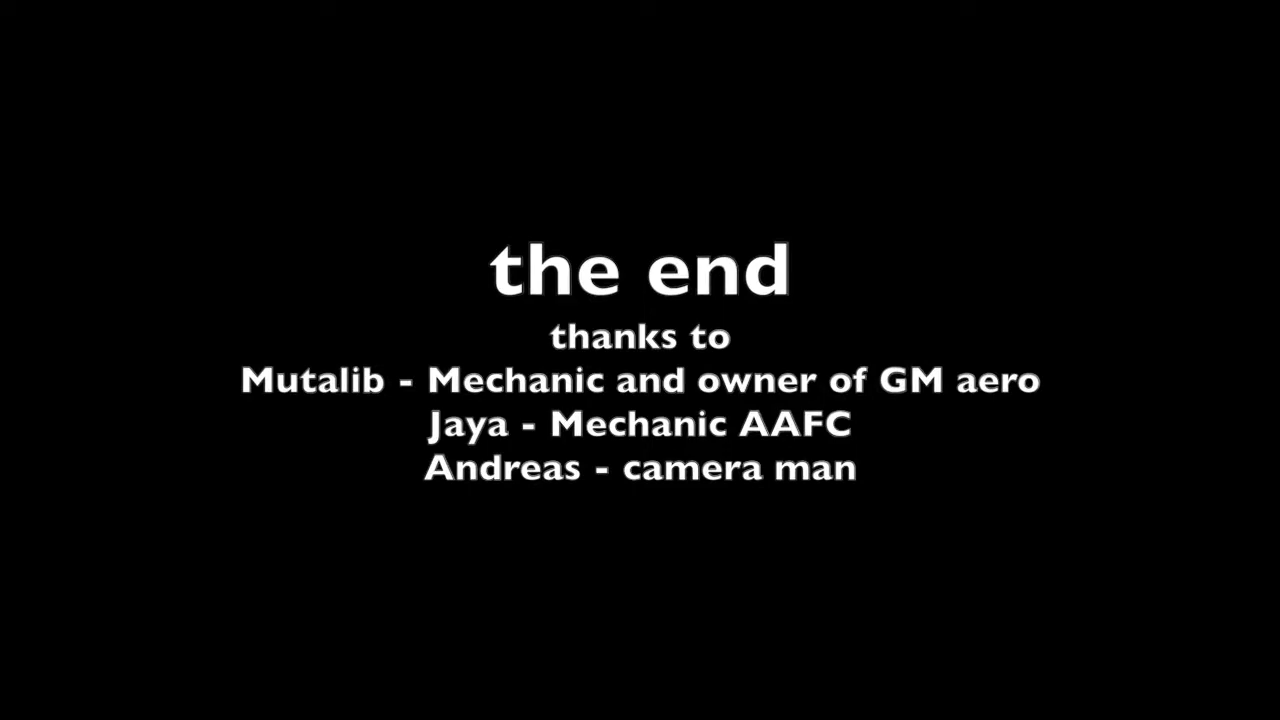 the end
thanks to
Mutalib - Mechanic and owner of GM aero
Jaya - Mechanic AAFC
Andreas - camera man